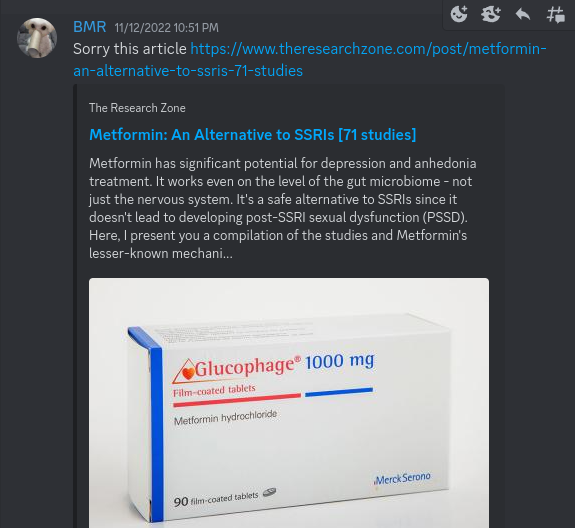 BMR 11/12/2022 10:51 PM
Sorry this article https://www.theresearchzone.com/post/metformin-
an-alternative-to-ssris-71-studies
The Research Zone
Metformin: An Alternative to SSRIs [71 studies]
Metformin has significant potential for depression and anhedonia
treatment. It works even on the level of the gut microbiome - not
just the nervous system. It's a safe alternative to SSRIs since it
doesn't lead to developing post-SSRI sexual dysfunction (PSSD).
Here, I present you a compilation of the studies and Metformin's
lesser-known mechani...
Glucophage® 1000 mg
Film-coated tablets
Metformin hydrochloride
90 film-coated tablets
MerckSerono